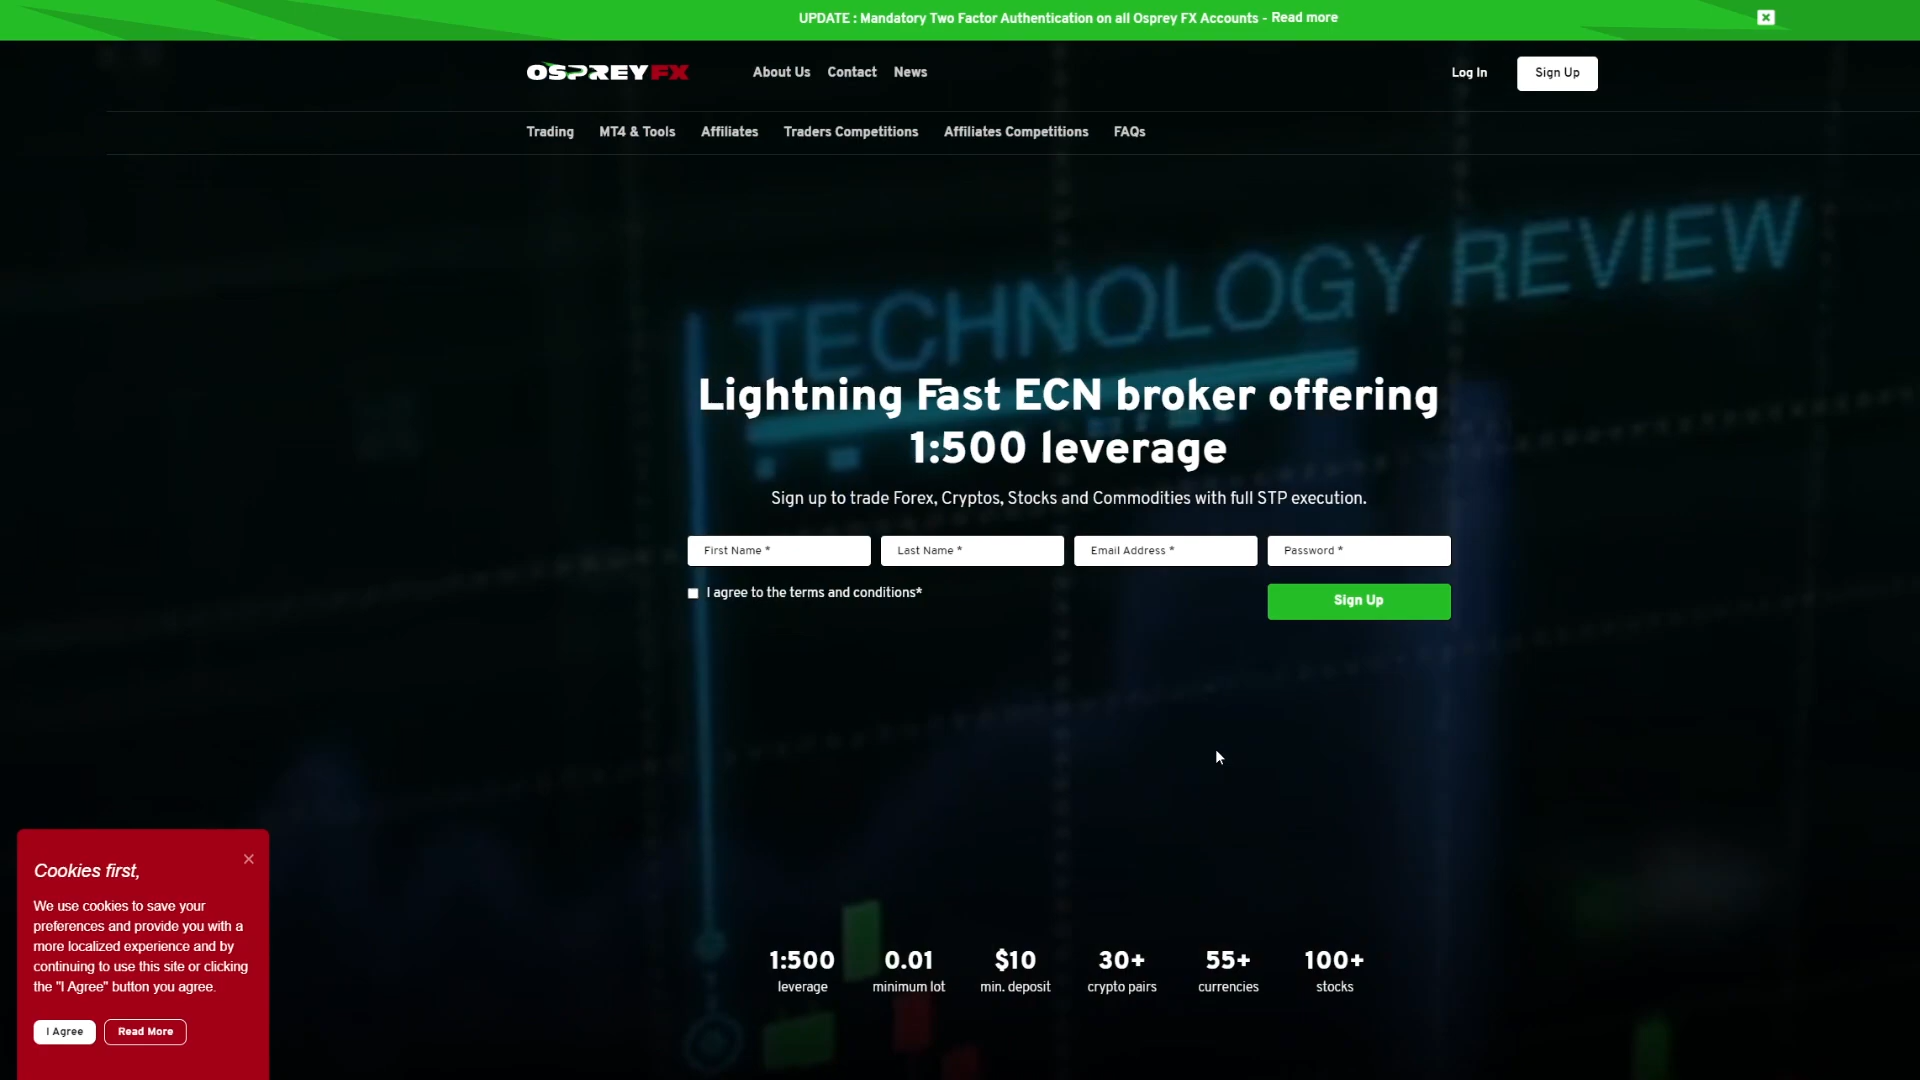 UPDATE : Mandatory Two Factor Authentication on all Osprey FX Accounts - Read more
OSPREYFX
About Us
Contact
News
Log In
Sign Up
Trading
MT4 & Tools
Affiliates
Traders Competitions
Affiliates Competitions
FAQs
TECHNOLOGY REVIEW
Lightning Fast ECN broker offering
1:500 leverage
Sign up to trade Forex, Cryptos, Stocks and Commodities with full STP execution.
First Name *
Last Name *
Email Address *
Password *
I agree to the terms and conditions*
Sign Up
1:500
leverage
0.01
minimum lot
$10
min. deposit
30+
crypto pairs
55+
currencies
100+
stocks
Cookies first,
We use cookies to save your
preferences and provide you with a
more localized experience and by
continuing to use this site or clicking
the "I Agree" button you agree.
I Agree
Read More